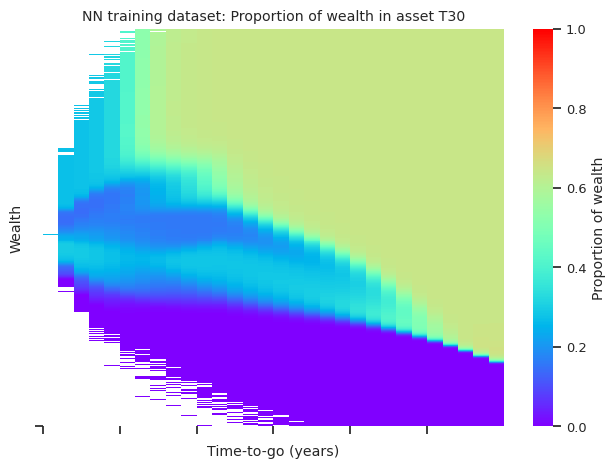 NN training dataset: Proportion of wealth in asset T30
Wealth
Time-to-go (years)
1.0
0.8
0.6
0.4
0.2
0.0
Proportion of wealth